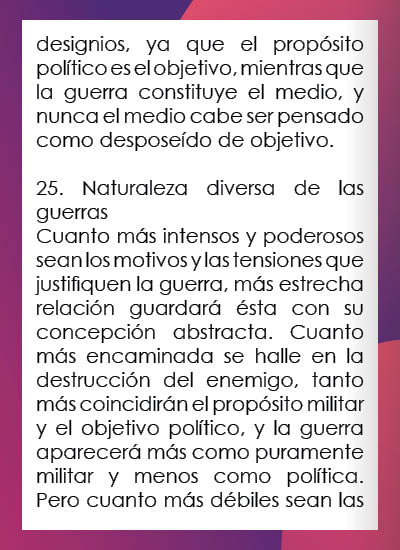 designios, ya que el propósito
político es el objetivo, mientras que
la guerra constituye el medio, y
nunca el medio cabe ser pensado
como desposeído de objetivo.
25. Naturaleza diversa de las
guerras
Cuanto más intensos y poderosos
sean los motivos y las tensiones que
justifiquen la guerra, más estrecha
relación guardará ésta con su
concepción abstracta. Cuanto
más encaminada se halle en la
destrucción del enemigo, tanto
más coincidirán el propósito militar
y el objetivo político, y la guerra
aparecerá más como puramente
militar y menos como política.
Pero cuanto más débiles sean las